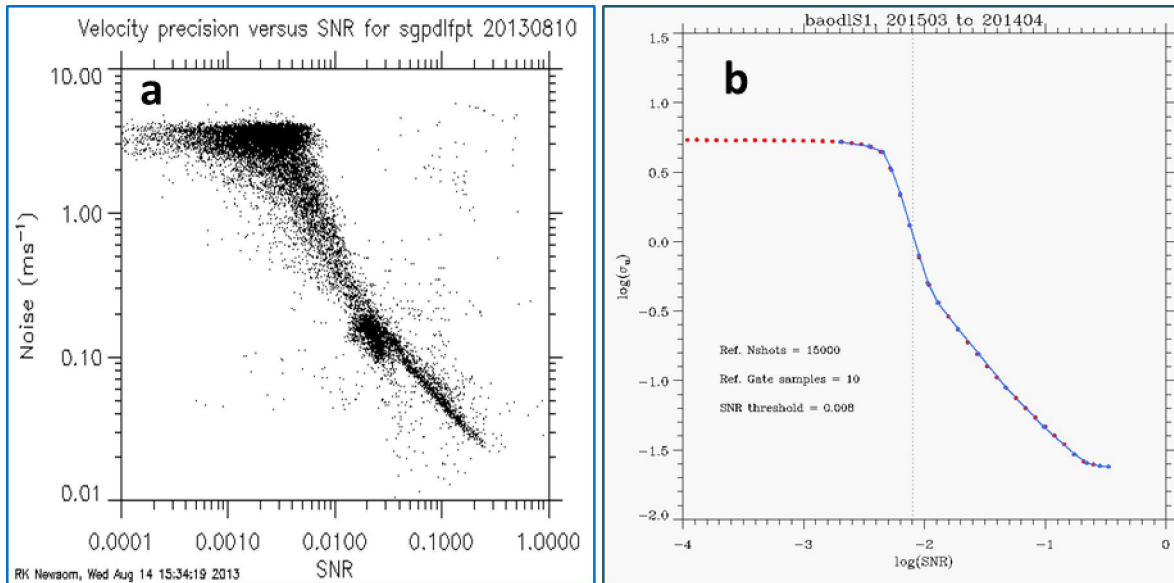 Velocity precision versus SNR for sgpdlfpt 20130810
a
10.00
1.00
0.10
0.01
Noise (ms⁻¹)
0.0001 0.0010 0.0100 0.1000 1.0000
SNR
RK Newsom, Wed Aug 14 15:34:19 2013
baodlS1, 201503 to 201404
b
1.5
1.0
0.5
0.0
−0.5
−1.0
−1.5
−2.0
log(σᵤ)
Ref. Nshots = 15000
Ref. Gate samples = 10
SNR threshold = 0.008
−4 −3 −2 −1 0
log(SNR)